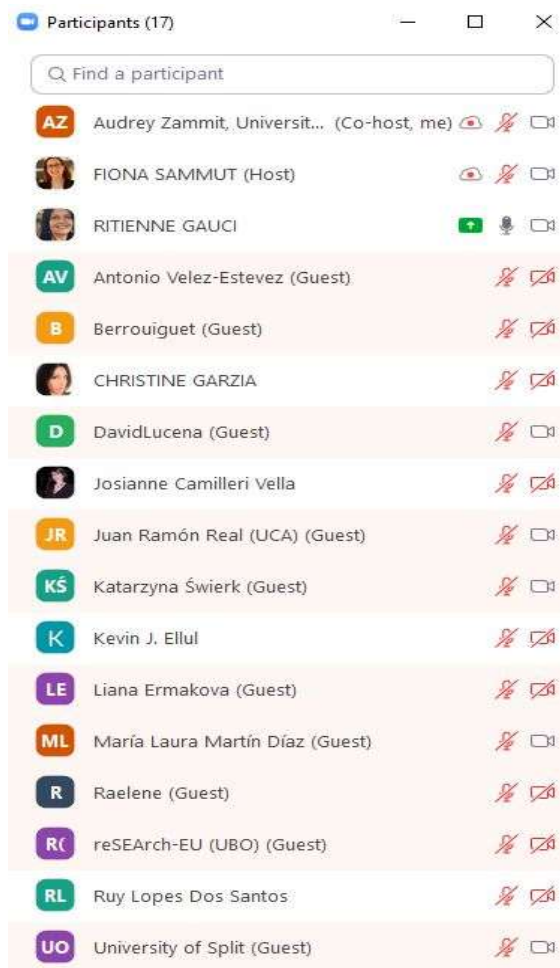 Participants (17)
Find a participant
AZ Audrey Zammit, Universit... (Co-host, me)
FIONA SAMMUT (Host)
RITIENNE GAUCI
AV Antonio Velez-Estevez (Guest)
B Berrouiguet (Guest)
CHRISTINE GARZIA
D DavidLucena (Guest)
Josianne Camilleri Vella
JR Juan Ramón Real (UCA) (Guest)
KŚ Katarzyna Świerk (Guest)
K Kevin J. Ellul
LE Liana Ermakova (Guest)
ML María Laura Martín Díaz (Guest)
R Raelene (Guest)
R( reSEArch-EU (UBO) (Guest)
RL Ruy Lopes Dos Santos
UO University of Split (Guest)